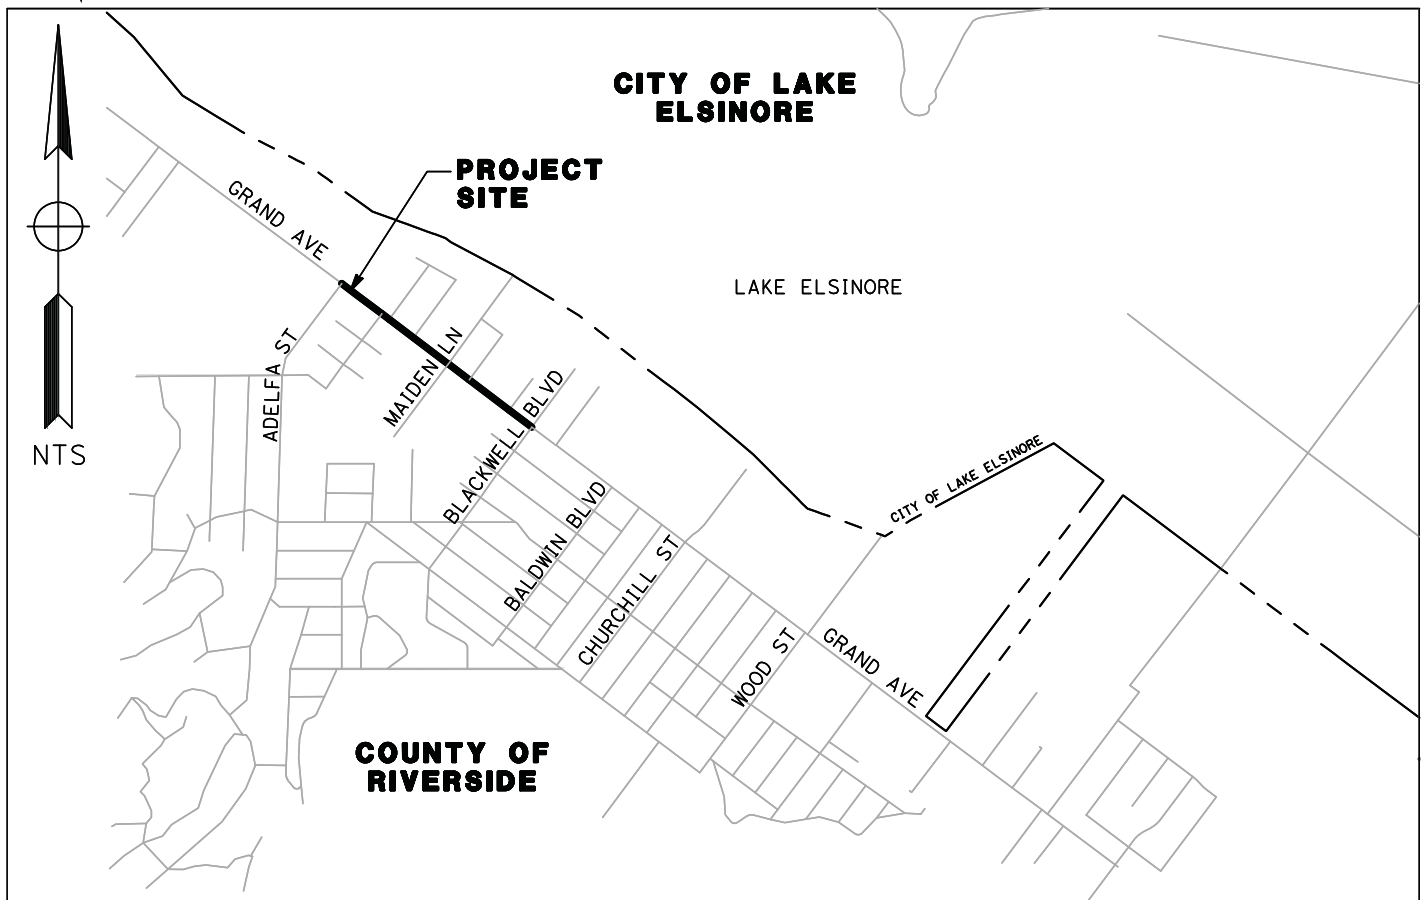 CITY OF LAKE
ELSINORE
PROJECT
SITE
GRAND AVE
LAKE ELSINORE
ADELFA ST
MAIDEN LN
BLACKWELL BLVD
NTS
CITY OF LAKE ELSINORE
BALDWIN BLVD
CHURCHILL ST
WOOD ST
GRAND AVE
COUNTY OF
RIVERSIDE